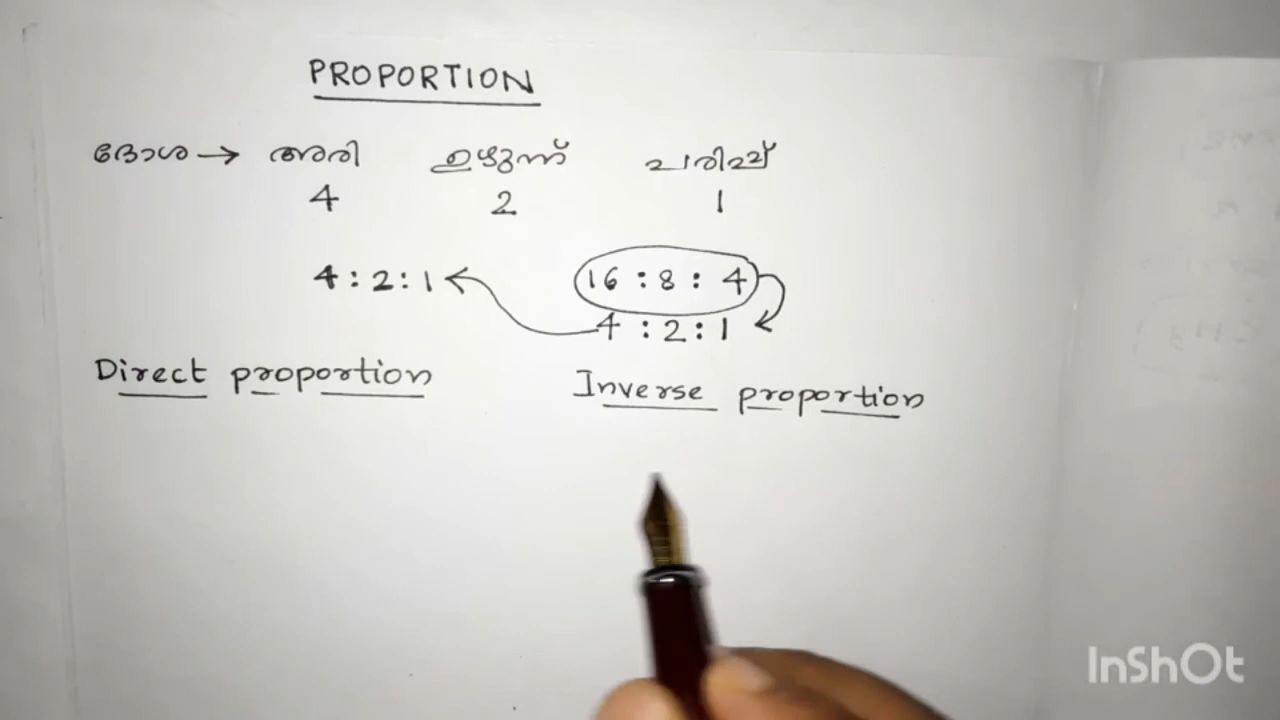 PROPORTION
ദോശ → അരി ഉഴുന്ന് പരിപ്പ്
4 2 1
4 : 2 : 1 16 : 8 : 4
4 : 2 : 1
Direct proportion Inverse proportion
InShOt